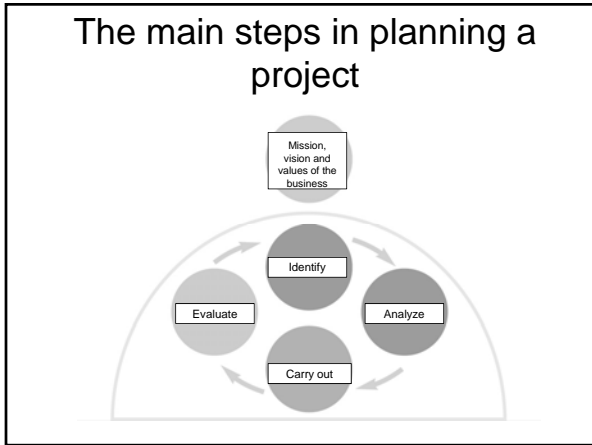 The main steps in planning a
project
Mission,
vision and
values of the
business
Identify
Evaluate
Analyze
Carry out